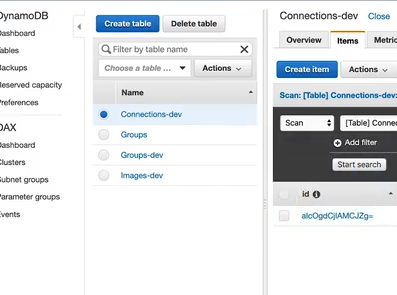 DynamoDB
Dashboard
Tables
Backups
Reserved capacity
Preferences
DAX
Dashboard
Clusters
Subnet groups
Parameter groups
Events
Create table
Delete table
Filter by table name
Choose a table ...
Actions
Name
Connections-dev
Groups
Groups-dev
Images-dev
Connections-dev Close
Overview Items Metric
Create item Actions
Scan: [Table] Connections-dev:
Scan [Table] Connec
Add filter
Start search
id